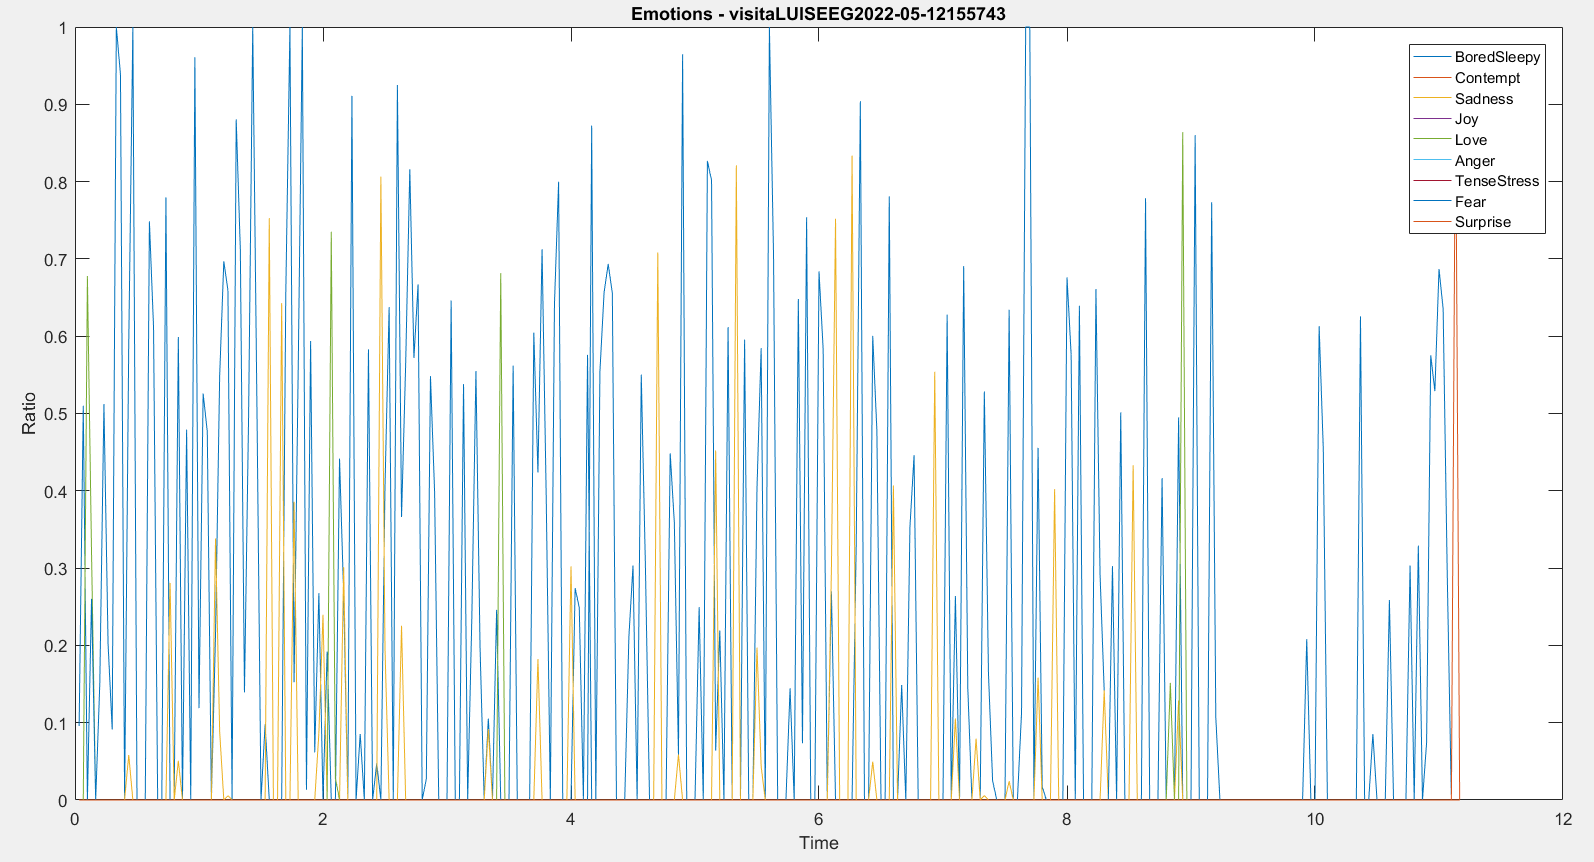 Emotions - visitaLUISEEG2022-05-12155743
1
0.9
0.8
0.7
0.6
0.5
0.4
0.3
0.2
0.1
0
Ratio
BoredSleepy
Contempt
Sadness
Joy
Love
Anger
TenseStress
Fear
Surprise
0 2 4 6 8 10 12
Time